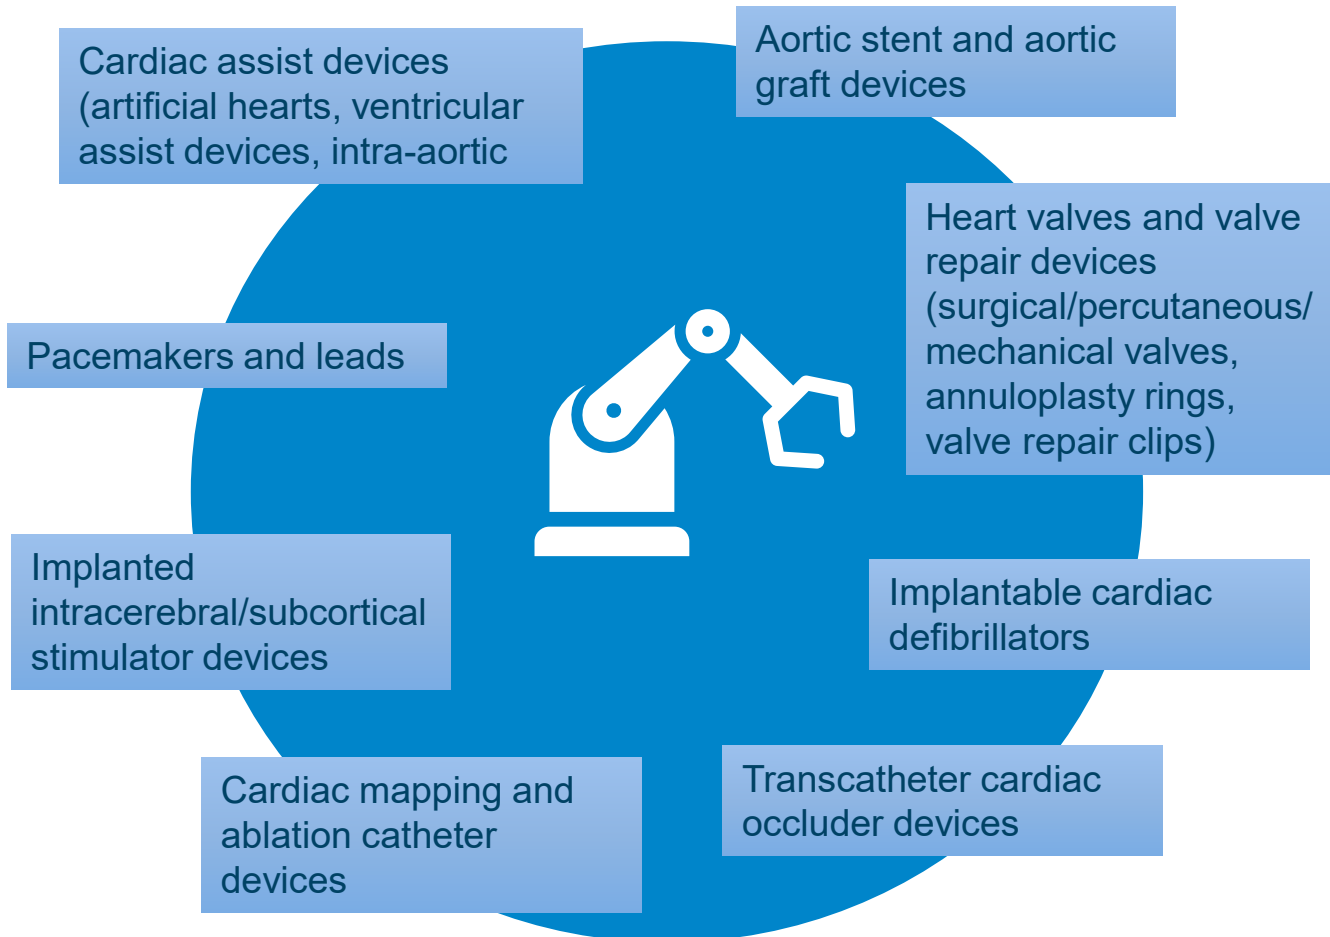 Cardiac assist devices
(artificial hearts, ventricular
assist devices, intra-aortic
Aortic stent and aortic
graft devices
Heart valves and valve
repair devices
(surgical/percutaneous/
mechanical valves,
annuloplasty rings,
valve repair clips)
Pacemakers and leads
Implanted
intracerebral/subcortical
stimulator devices
Implantable cardiac
defibrillators
Cardiac mapping and
ablation catheter
devices
Transcatheter cardiac
occluder devices